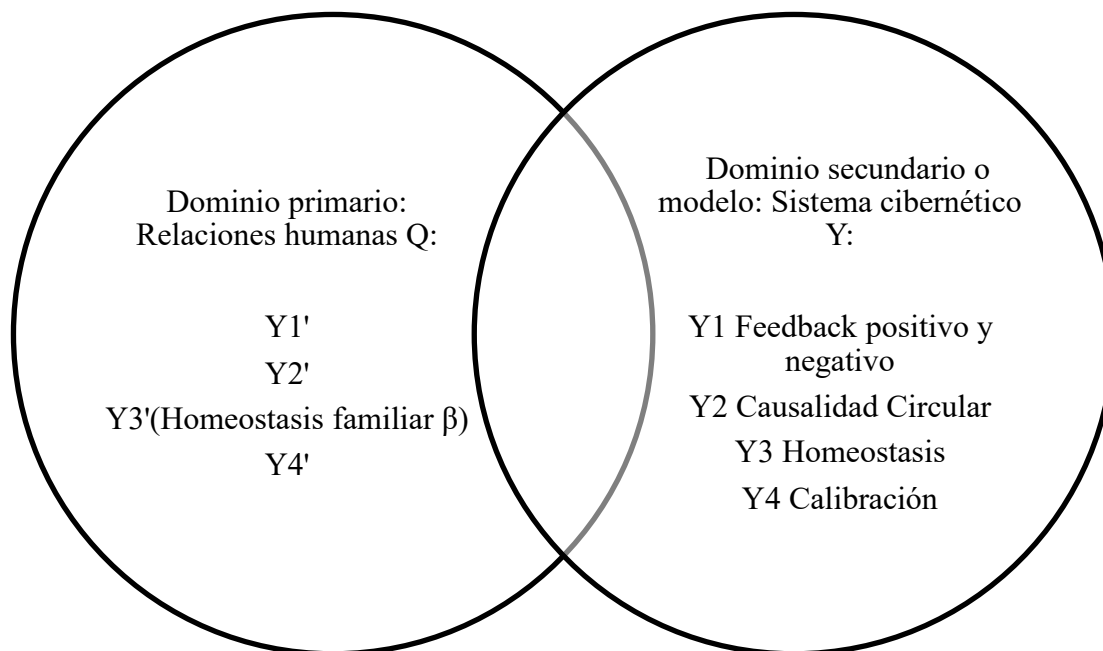 Dominio primario:
Relaciones humanas Q:
Y1'
Y2'
Y3'(Homeostasis familiar β)
Y4'
Dominio secundario o
modelo: Sistema cibernético
Y:
Y1 Feedback positivo y
negativo
Y2 Causalidad Circular
Y3 Homeostasis
Y4 Calibración